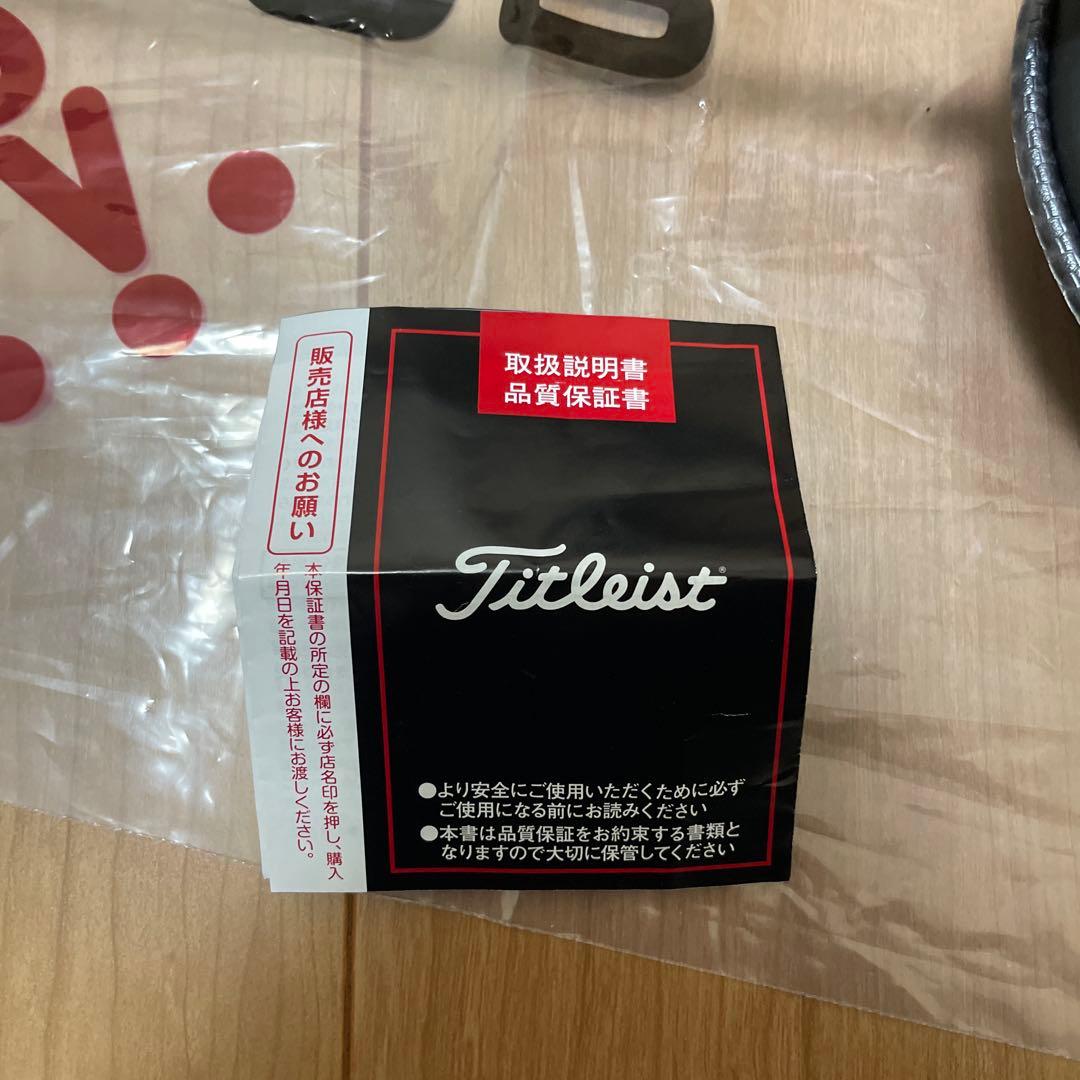 販売店様へのお願い
本保証書の所定の欄に必ず店名印を押し、購入
年月日を記載の上お客様にお渡しください。
取扱説明書
品質保証書
Titleist®
●より安全にご使用いただくために必ず
ご使用になる前にお読みください
●本書は品質保証をお約束する書類と
なりますので大切に保管してください